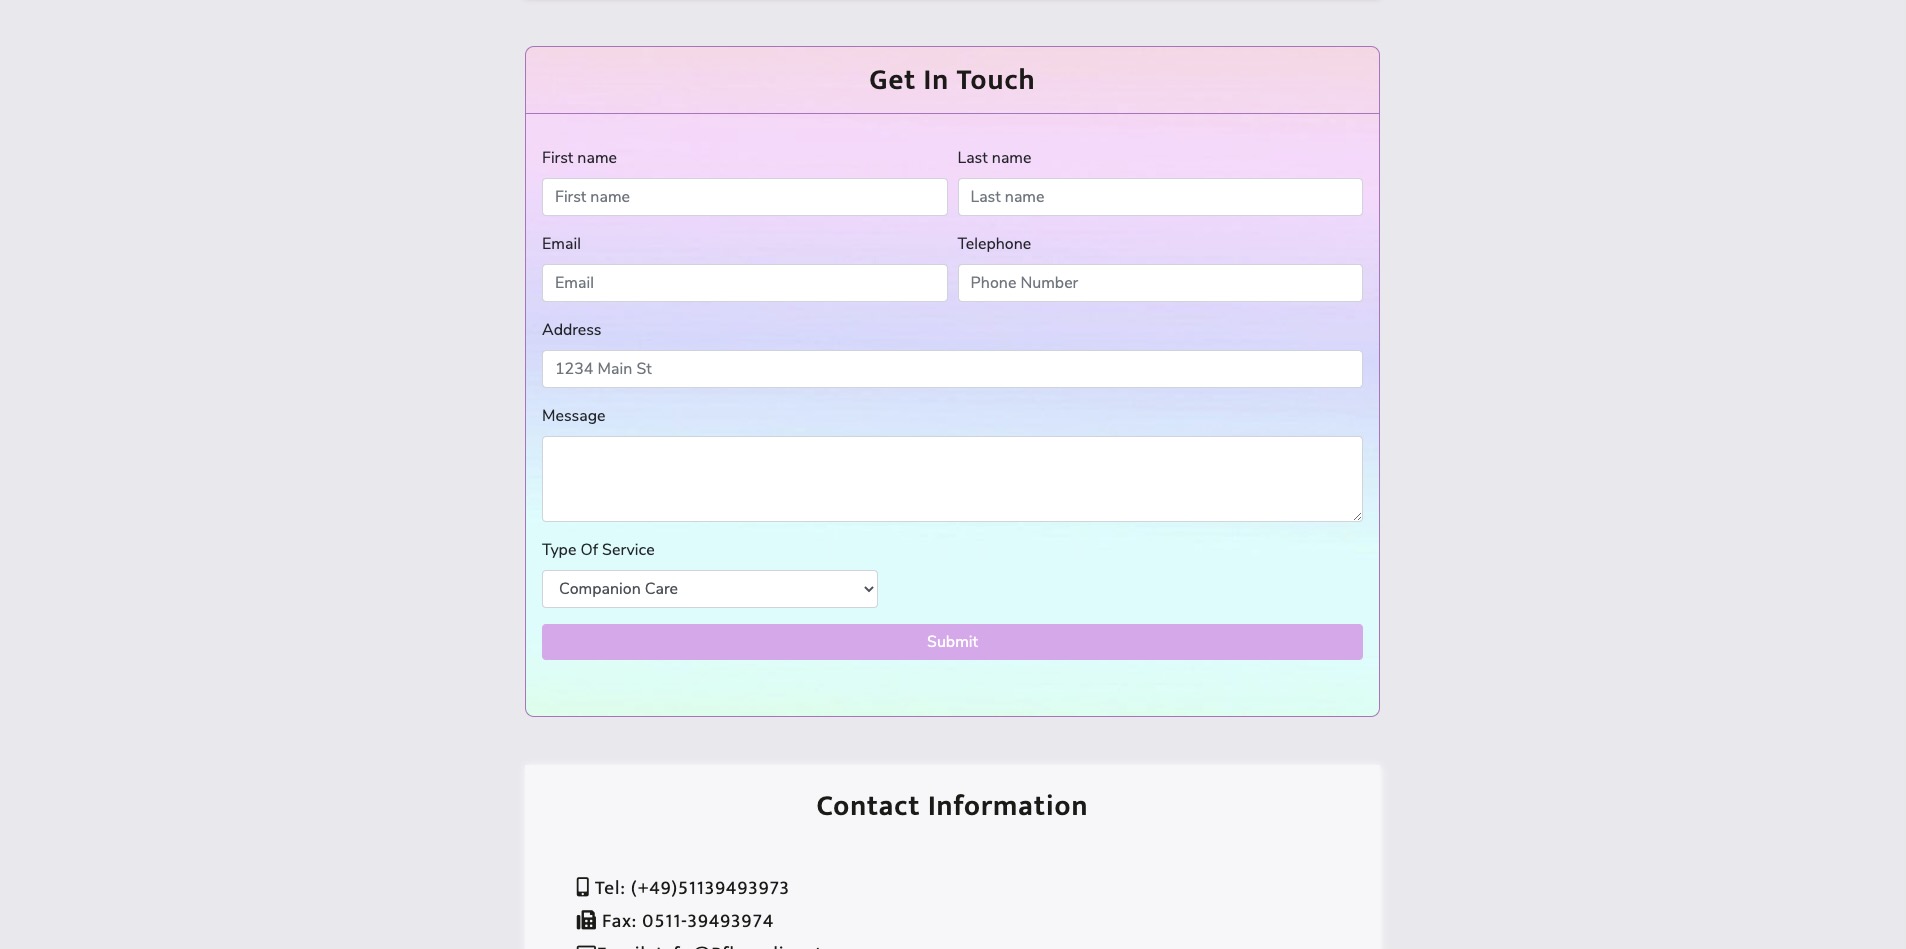 Get In Touch
First name Last name
First name Last name
Email Telephone
Email Phone Number
Address
1234 Main St
Message
Type Of Service
Companion Care
Submit
Contact Information
Tel: (+49)51139493973
Fax: 0511-39493974